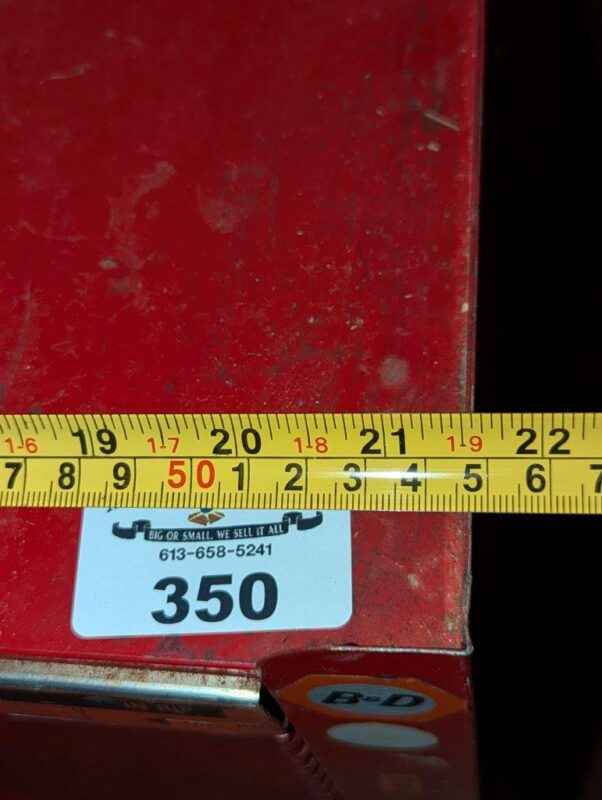 1-6 19 1-7 20 1-8 21 1-9 22
7 8 9 50 1 2 3 4 5 6 7
BIG OR SMALL, WE SELL IT ALL
613-658-5241
350
B&D